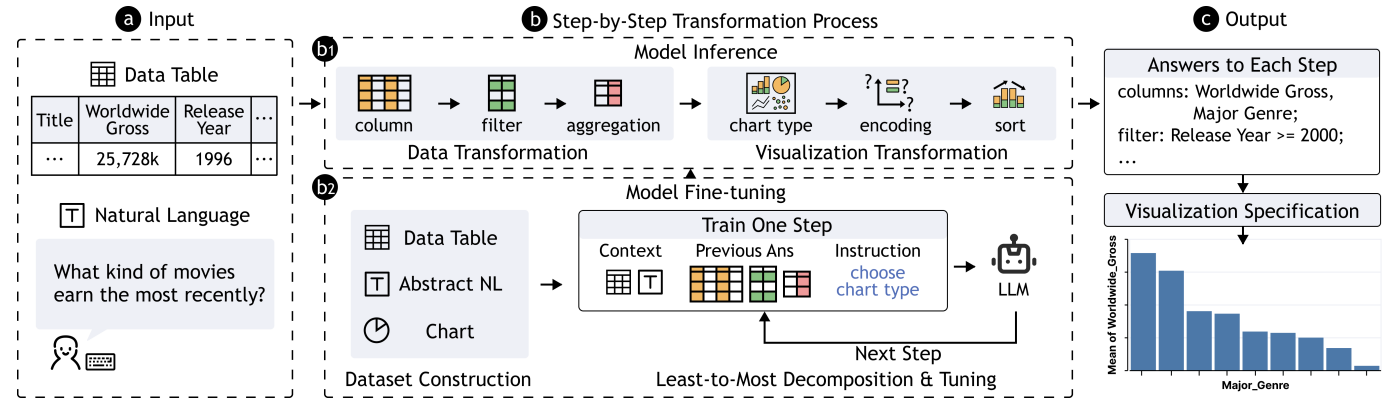 a Input
Data Table
Title Worldwide Gross Release Year ...
... 25,728k 1996 ...
T Natural Language
What kind of movies
earn the most recently?
b Step-by-Step Transformation Process
b1 Model Inference
column filter aggregation
Data Transformation
? ? ?
chart type encoding sort
Visualization Transformation
b2 Model Fine-tuning
Data Table
T Abstract NL
Chart
Dataset Construction
Train One Step
Context Previous Ans Instruction
T
choose
chart type
LLM
Next Step
Least-to-Most Decomposition & Tuning
c Output
Answers to Each Step
columns: Worldwide Gross,
Major Genre;
filter: Release Year >= 2000;
...
Visualization Specification
Mean of Worldwide_Gross
Major_Genre